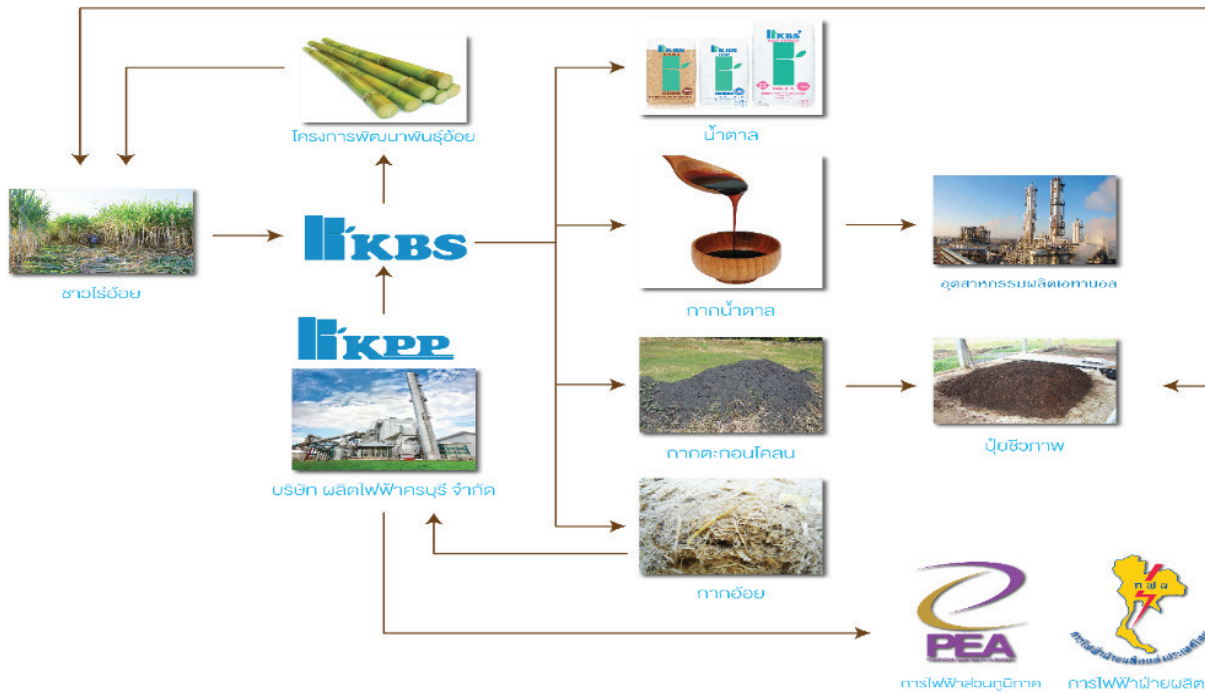 KBS
KBS
KBS
โครงการพัฒนาพันธุ์อ้อย
น้ำตาล
ชาวไร่อ้อย
KBS
กากน้ำตาล
อุตสาหกรรมผลิตเอทานอล
KPP
บริษัท ผลิตไฟฟ้าครบุรี จำกัด
กากตะกอนโคลน
ปุ๋ยชีวภาพ
กากอ้อย
PEA
กฟผ
การไฟฟ้าส่วนภูมิภาค
การไฟฟ้าฝ่ายผลิต